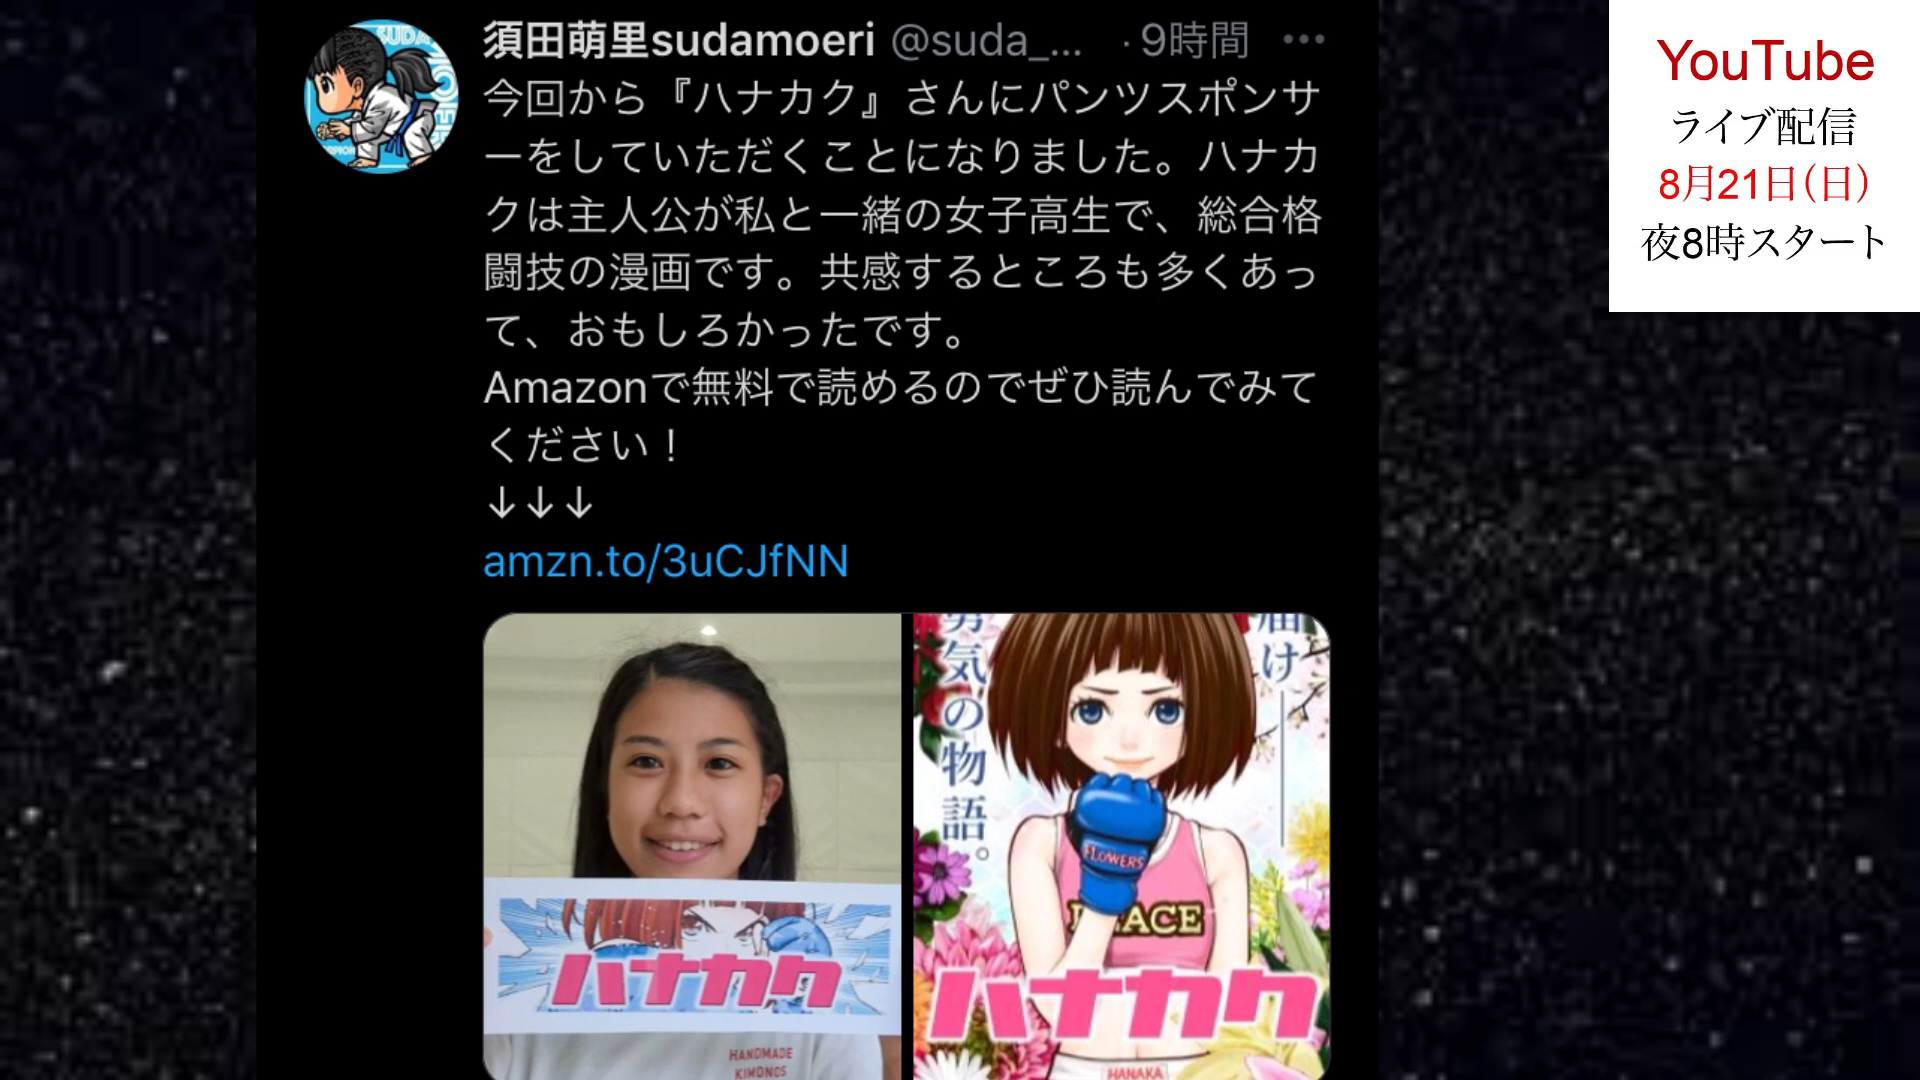 須田萌里sudamoeri @suda_... ·9時間 •••
今回から『ハナカク』さんにパンツスポンサ
ーをしていただくことになりました。ハナカ
クは主人公が私と一緒の女子高生で、総合格
闘技の漫画です。共感するところも多くあっ
て、おもしろかったです。
Amazonで無料で読めるのでぜひ読んでみて
ください！
↓↓↓
amzn.to/3uCJfNN
YouTube
ライブ配信
8月21日（日）
夜8時スタート
ハナカク
HANDMADE
KIMONOS
届け——
勇気の物語。
FLOWERS
PEACE
ハナカク
HANAKA